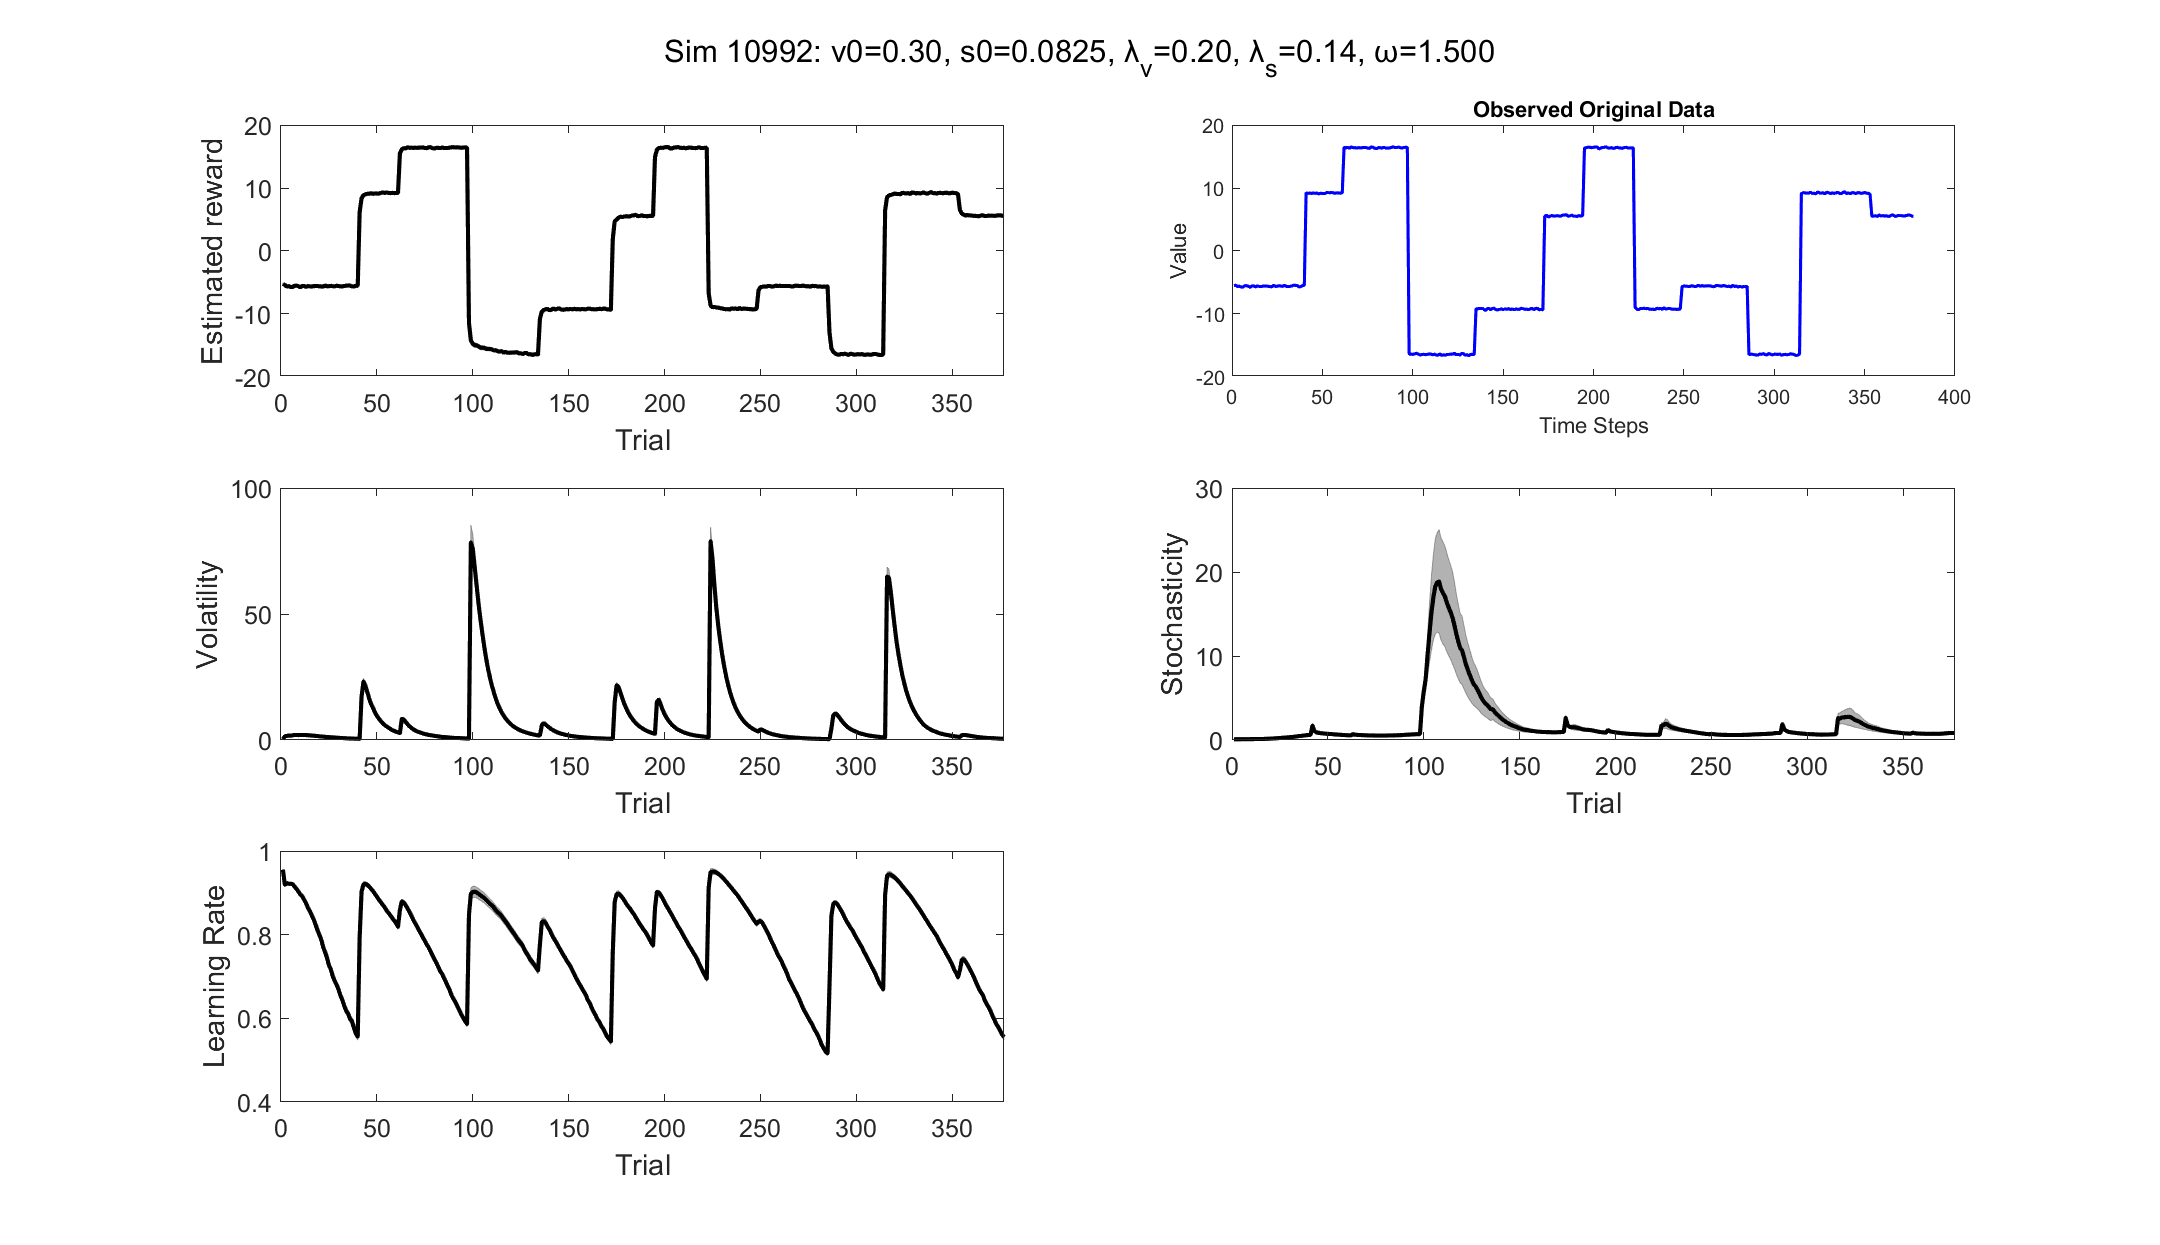 Sim 10992: v0=0.30, s0=0.0825, λ_v=0.20, λ_s=0.14, ω=1.500
20
10
0
-10
-20
Estimated reward
0 50 100 150 200 250 300 350
Trial
Observed Original Data
20
10
0
-10
-20
Value
0 50 100 150 200 250 300 350 400
Time Steps
100
50
0
Volatility
0 50 100 150 200 250 300 350
Trial
30
20
10
0
Stochasticity
0 50 100 150 200 250 300 350
Trial
1
0.8
0.6
0.4
Learning Rate
0 50 100 150 200 250 300 350
Trial